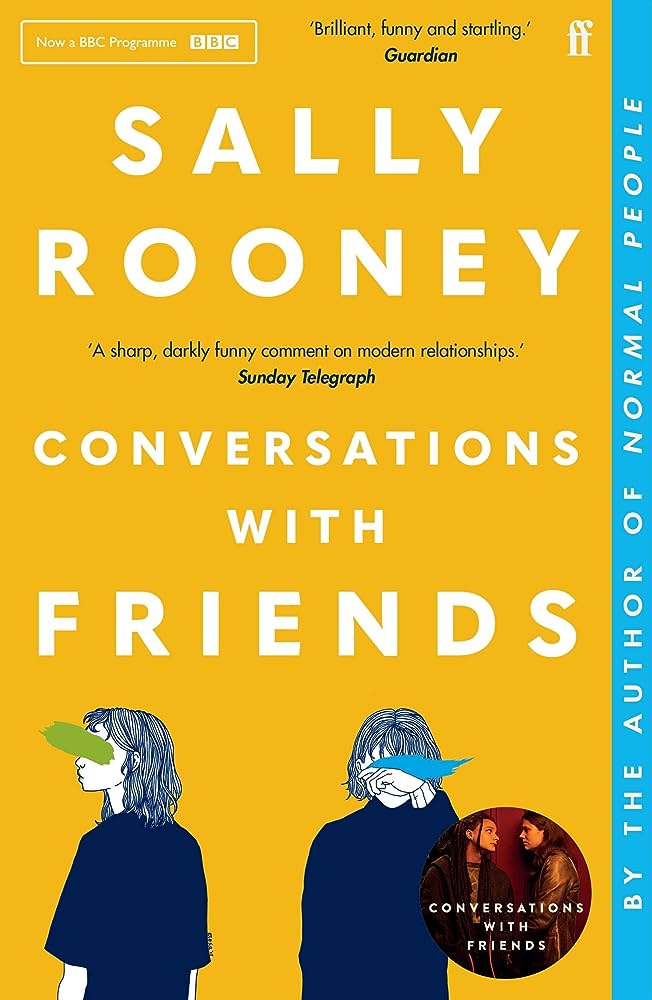 Now a BBC Programme BBC
‘Brilliant, funny and startling.’
Guardian
ff
SALLY
ROONEY
‘A sharp, darkly funny comment on modern relationships.’
Sunday Telegraph
CONVERSATIONS
WITH
FRIENDS
CONVERSATIONS
WITH
FRIENDS
BY THE AUTHOR OF NORMAL PEOPLE